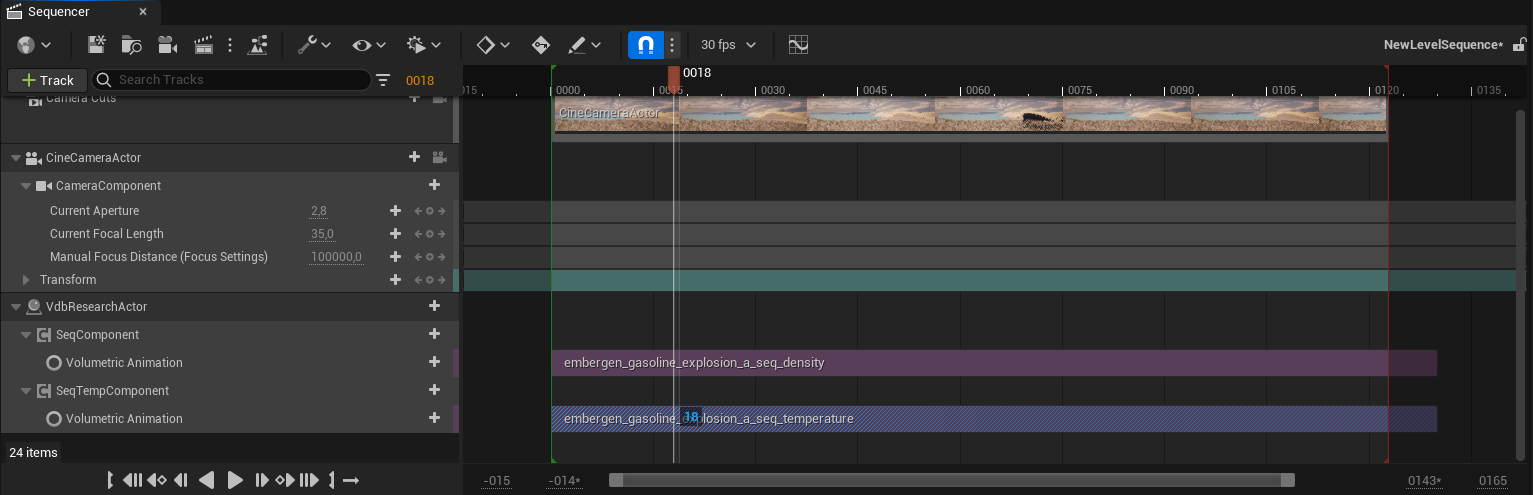 Sequencer
30 fps
NewLevelSequence*
Track
Search Tracks
0018
0018
015
0000
0015
0030
0045
0060
0075
0090
0105
0120
0135
Camera Cuts
CineCameraActor
CineCameraActor
CameraComponent
Current Aperture
2,8
Current Focal Length
35,0
Manual Focus Distance (Focus Settings)
100000,0
Transform
VdbResearchActor
SeqComponent
Volumetric Animation
embergen_gasoline_explosion_a_seq_density
SeqTempComponent
Volumetric Animation
embergen_gasoline_explosion_a_seq_temperature
18
24 items
-015
-014*
0143*
0165